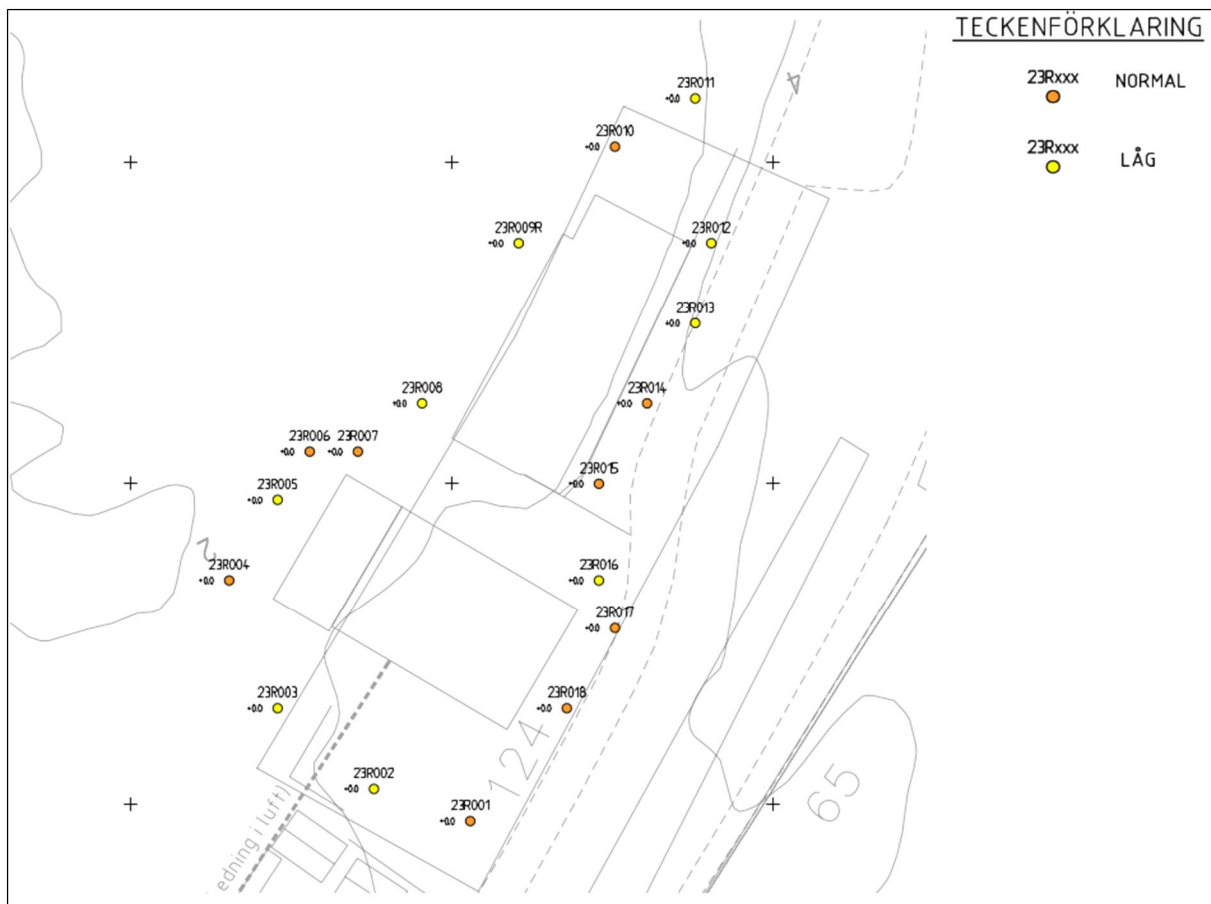 TECKENFÖRKLARING
23Rxxx NORMAL
23Rxxx LÅG
23R011
+0.0
4
23R010
+0.0
23R009R
+0.0
23R012
+0.0
23R013
+0.0
23R008
+0.0
23R014
+0.0
23R006
+0.0
23R007
+0.0
23R015
+0.0
23R005
+0.0
2
23R004
+0.0
23R016
+0.0
23R017
+0.0
23R003
+0.0
23R018
+0.0
124
23R002
+0.0
65
23R001
+0.0
edning i luft)